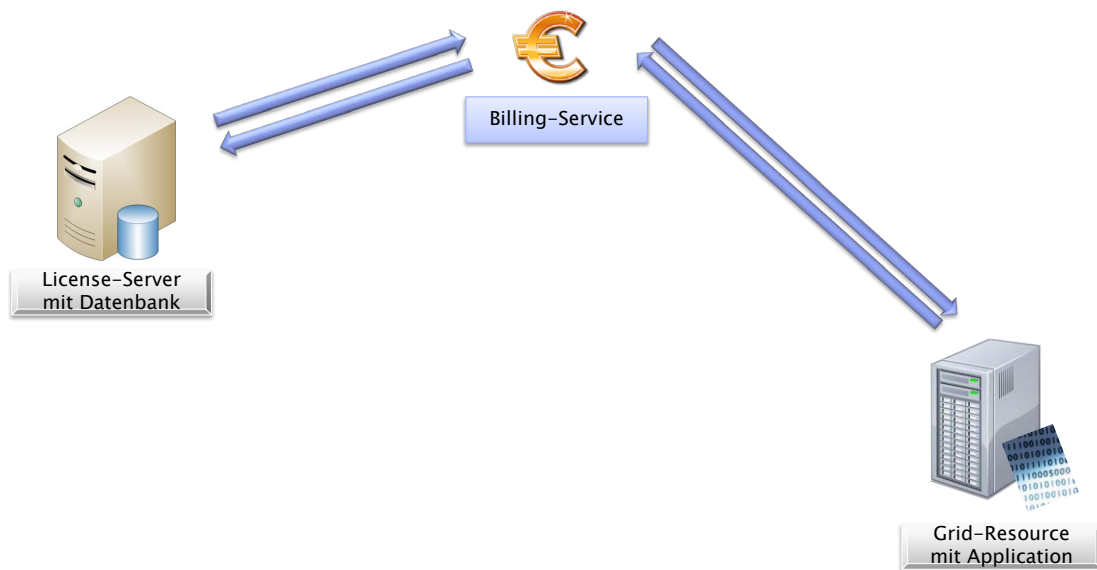 Billing-Service
License-Server
mit Datenbank
Grid-Resource
mit Application